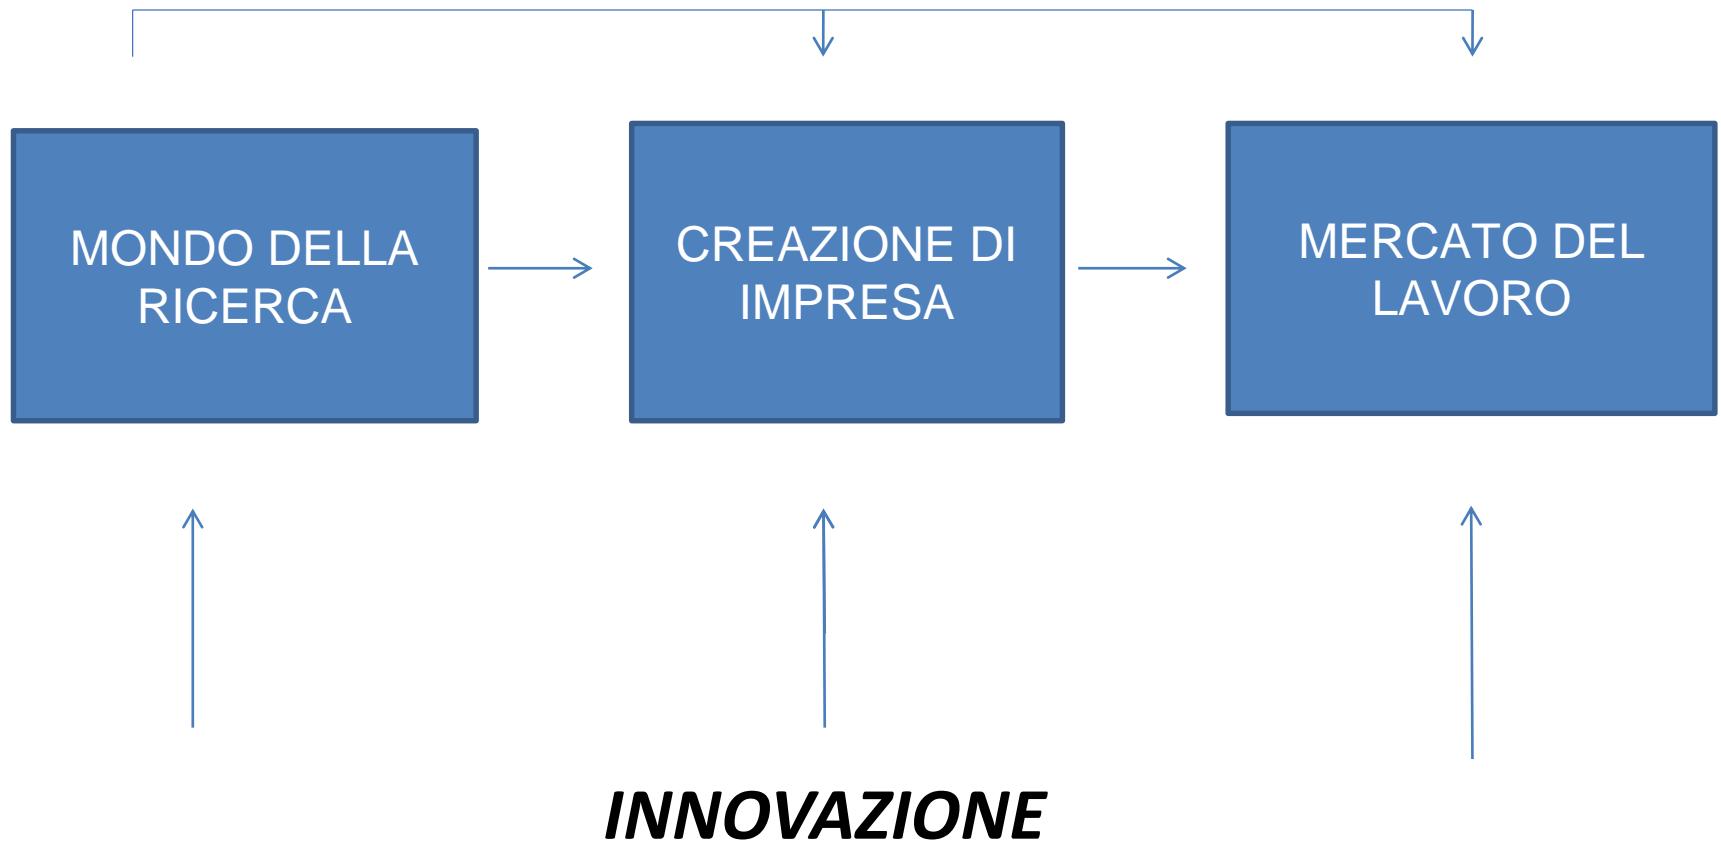 MONDO DELLA
RICERCA
CREAZIONE DI
IMPRESA
MERCATO DEL
LAVORO
INNOVAZIONE